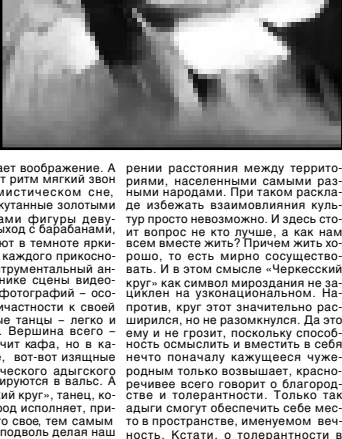 ает воображение. А
т ритм мягкий звон
мистическом сне,
кутанные золотыми
ами фигуры деву-
ыход с барабанами,
ют в темноте ярки-
каждого прикосно-
струментальный ан-
нике сцены видео-
фотографий – осо-
ичастности к своей
ые танцы – легко и
. Вершина всего –
чит кафа, но в ка-
е, вот-вот изящные
ческого адыгского
ируются в вальс. А
ий круг», танец, ко-
род исполняет, при-
го свое, тем самым
подволь делая наш
рении расстояния между террито-
риями, населенными самыми раз-
ными народами. При таком раскла-
де избежать взаимовлияния куль-
тур просто невозможно. И здесь сто-
ит вопрос не кто лучше, а как нам
всем вместе жить? Причем жить хо-
рошо, то есть мирно сосущество-
вать. И в этом смысле «Черкесский
круг» как символ мироздания не за-
циклен на узконациональном. На-
против, круг этот значительно рас-
ширился, но не разомкнулся. Да это
ему и не грозит, поскольку способ-
ность осмыслить и вместить в себя
нечто поначалу кажущееся чуже-
родным только возвышает, красно-
речивее всего говорит о благород-
стве и толерантности. Только так
адыги смогут обеспечить себе мес-
то в пространстве, именуемом веч-
ность. Кстати, о толерантности в